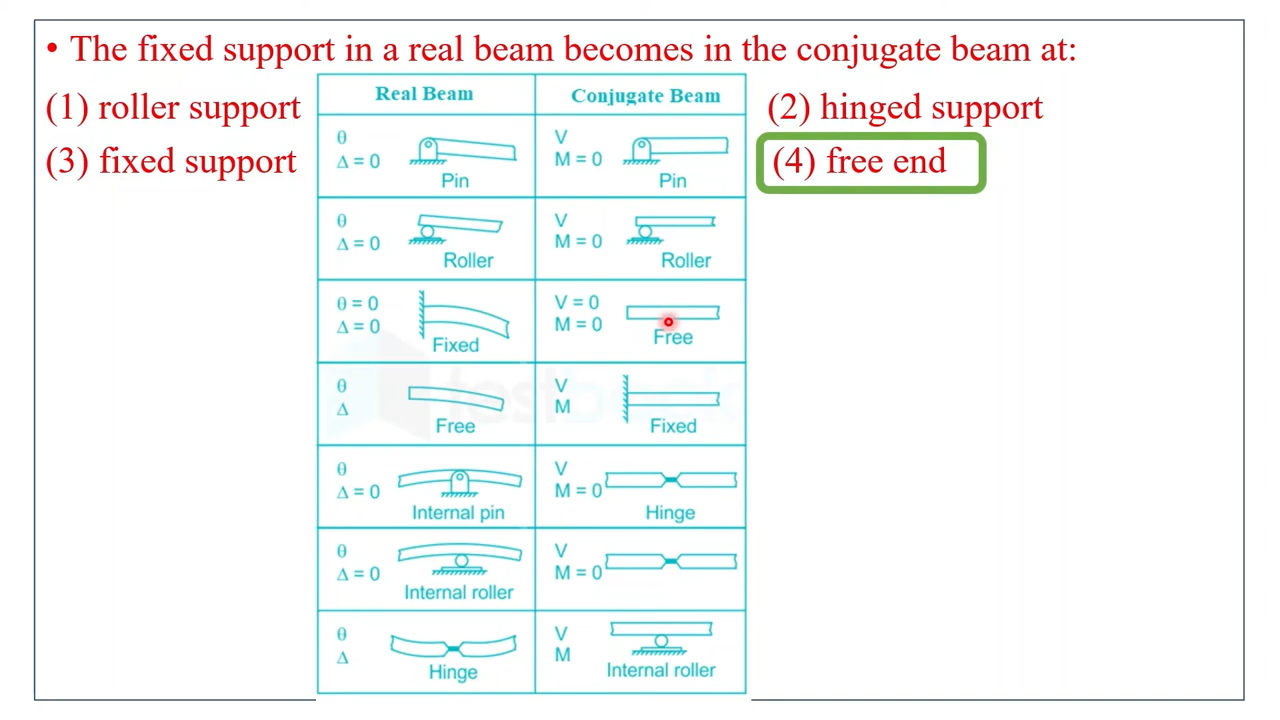 • The fixed support in a real beam becomes in the conjugate beam at:
(1) roller support
(2) hinged support
(3) fixed support
(4) free end
Real Beam
Conjugate Beam
θ
Δ = 0
Pin
V
M = 0
Pin
θ
Δ = 0
Roller
V
M = 0
Roller
θ = 0
Δ = 0
Fixed
V = 0
M = 0
Free
θ
Δ
Free
V
M
Fixed
θ
Δ = 0
Internal pin
V
M = 0
Hinge
θ
Δ = 0
Internal roller
V
M = 0
θ
Δ
Hinge
V
M
Internal roller
testbook